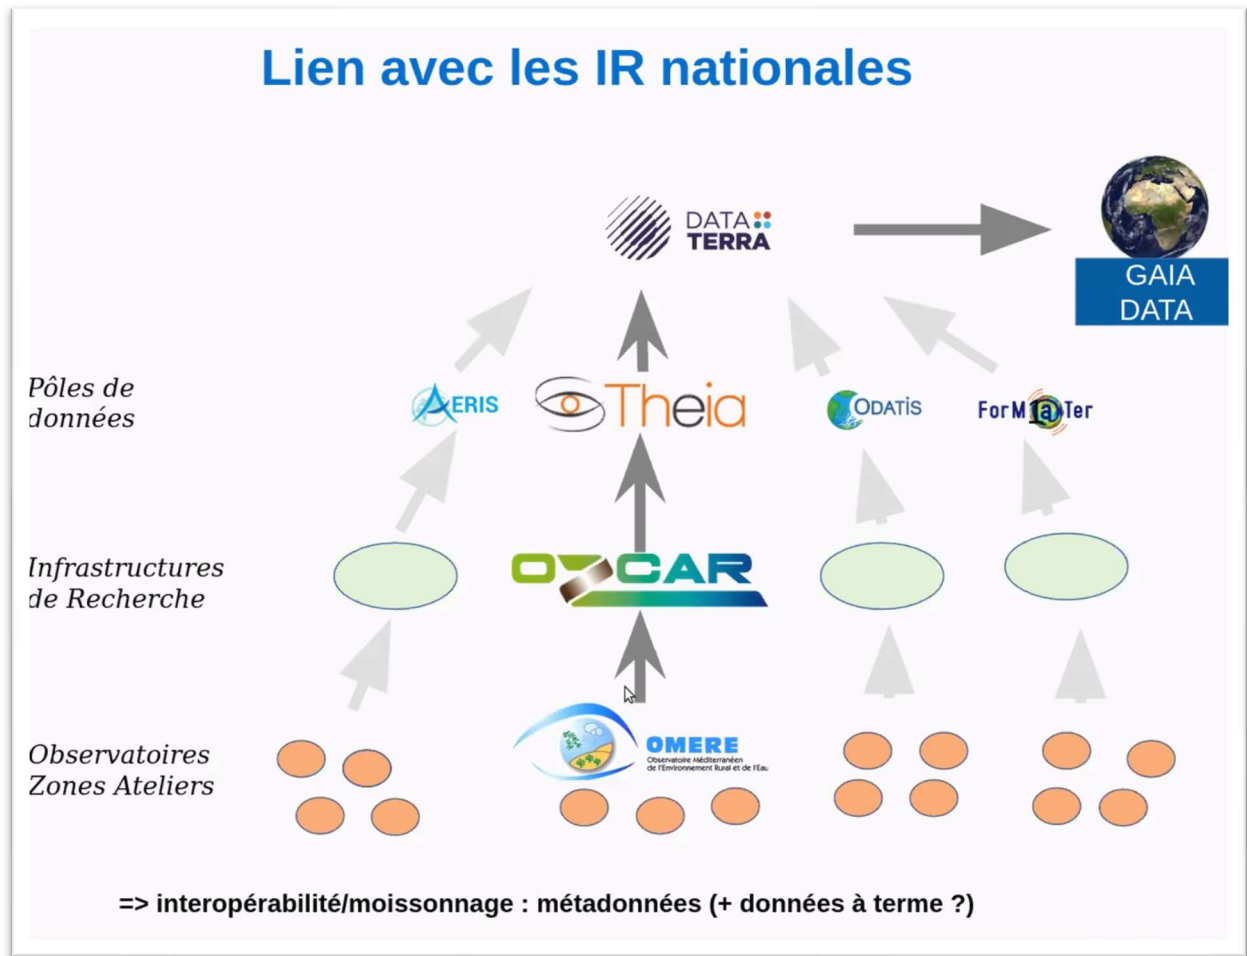 Lien avec les IR nationales
DATA
TERRA
GAIA
DATA
Pôles de
données
AERIS
Theia
ODATIS
ForM@Ter
Infrastructures
de Recherche
OZCAR
Observatoires
Zones Ateliers
OMERE
Observatoire Méditerranéen
de l'Environnement Rural et de l'Eau
=> interopérabilité/moissonnage : métadonnées (+ données à terme ?)